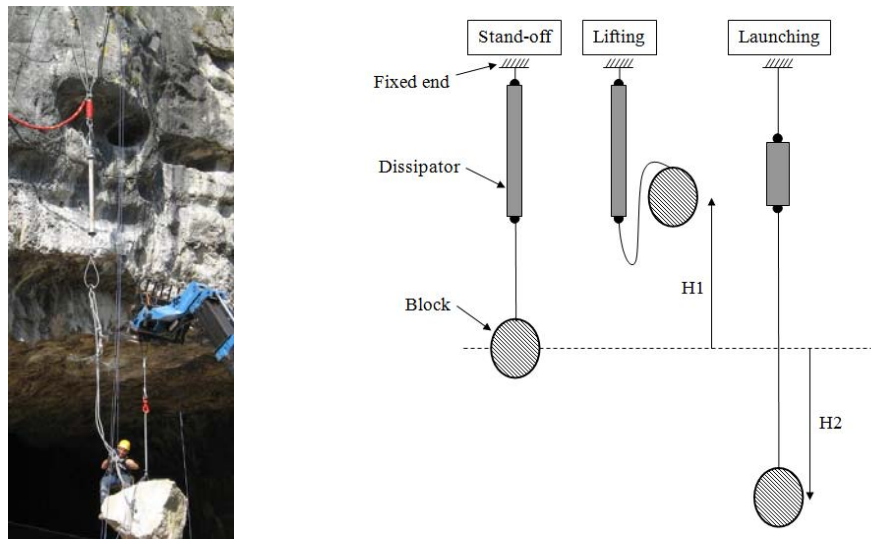 Stand-off
Lifting
Launching
Fixed end
Dissipator
H1
Block
H2